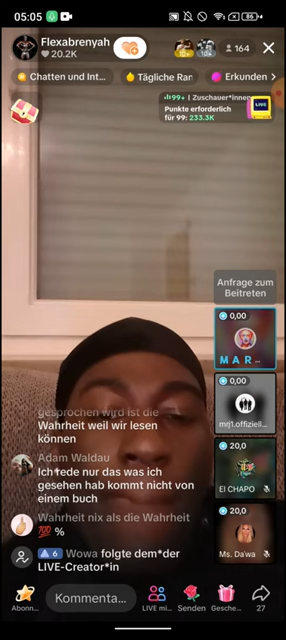 05:05
86
Flexabrenyah
20.2K
10
10
164
Chatten und Int...
Tägliche Ran
Erkunden
99+ | Zuschauer*innen
Punkte erforderlich
für 99: 233.3K
LIVE
Anfrage zum
Beitreten
0,00
M A R ...
0,00
mrj1.offiziell...
20,0
El CHAPO
20,0
Ms. Dawa
gesprochen wird ist die
Wahrheit weil wir lesen
können
Adam Waldau
Ich rede nur das was ich
gesehen hab kommt nicht von
einem buch
Wahrheit nix als die Wahrheit
💯 %
6 Wowa folgte dem*der
LIVE-Creator*in
Abonn...
Kommenta...
LIVE mi...
Senden
Gesche...
27